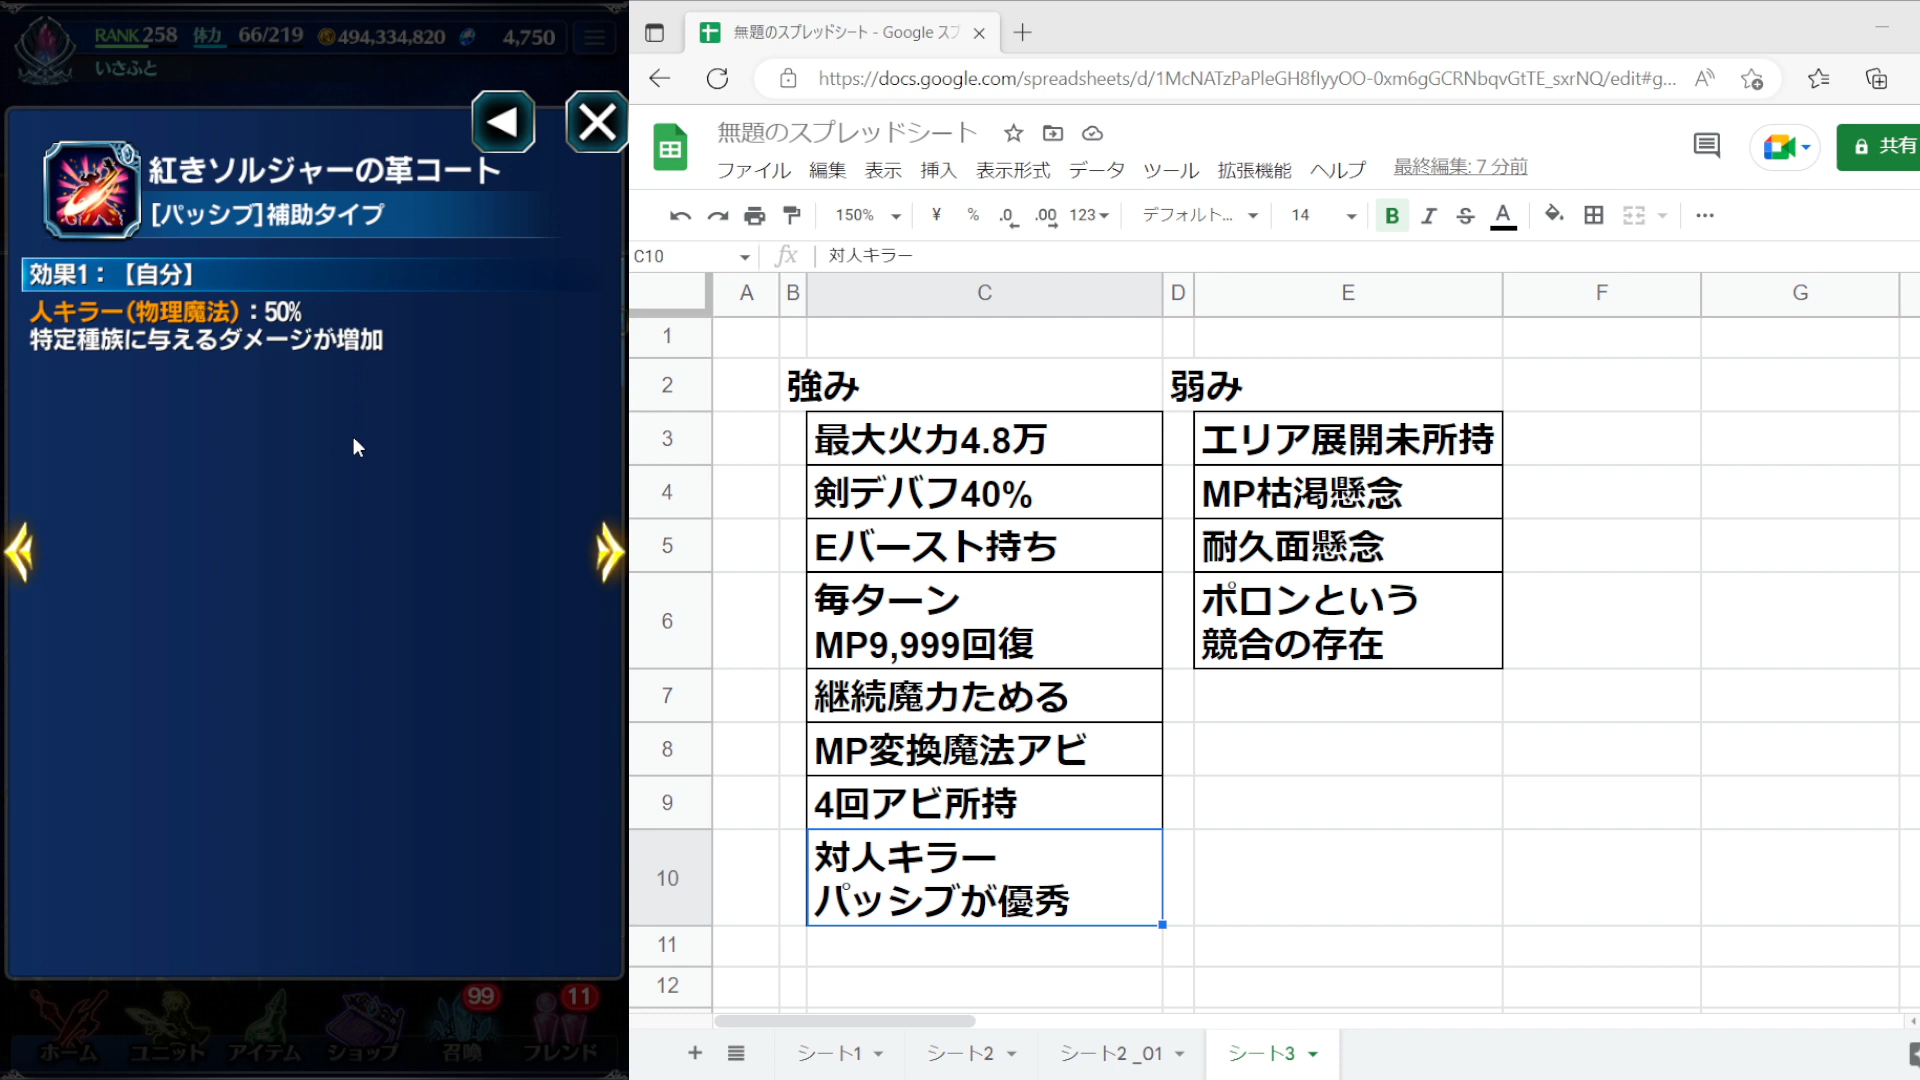 RANK 258 体力 66/219 494,334,820 4,750
いさふと
紅きソルジャーの革コート
[パッシブ]補助タイプ
効果1：【自分】
人キラー(物理魔法)：50%
特定種族に与えるダメージが増加
99
11
ホーム
ユニット
アイテム
ショップ
召喚
フレンド
無題のスプレッドシート - Google スプ
https://docs.google.com/spreadsheets/d/1McNATzPaPleGH8flyyOO-0xm6gGCRNbqvGtTE_sxrNQ/edit#g...
無題のスプレッドシート
ファイル 編集 表示 挿入 表示形式 データ ツール 拡張機能 ヘルプ 最終編集: 7 分前
共有
150% ¥ % .0 .00 123 デフォルト... 14 B I S A
C10 fx 対人キラー
A B C D E F G
1
2 強み 弱み
3 最大火力4.8万 エリア展開未所持
4 剣デバフ40% MP枯渇懸念
5 Eバースト持ち 耐久面懸念
6 毎ターン
MP9,999回復 ポロンという
競合の存在
7 継続魔力ためる
8 MP変換魔法アビ
9 4回アビ所持
10 対人キラー
パッシブが優秀
11
12
シート1 シート2 シート2 _01 シート3